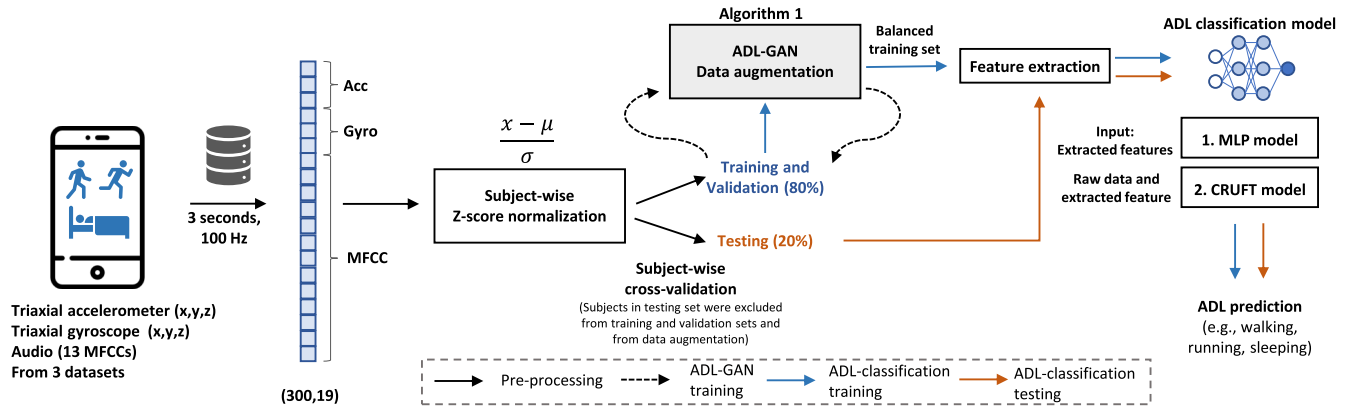 Algorithm 1
ADL-GAN
Data augmentation
Balanced
training set
Feature extraction
ADL classification model
Acc
Gyro
MFCC
3 seconds,
100 Hz
x − μ
σ
Subject-wise
Z-score normalization
Training and
Validation (80%)
Testing (20%)
Subject-wise
cross-validation
(Subjects in testing set were excluded
from training and validation sets and
from data augmentation)
Input:
Extracted features
1. MLP model
Raw data and
extracted feature
2. CRUFT model
ADL prediction
(e.g., walking,
running, sleeping)
Triaxial accelerometer (x,y,z)
Triaxial gyroscope (x,y,z)
Audio (13 MFCCs)
From 3 datasets
(300,19)
Pre-processing
ADL-GAN
training
ADL-classification
training
ADL-classification
testing